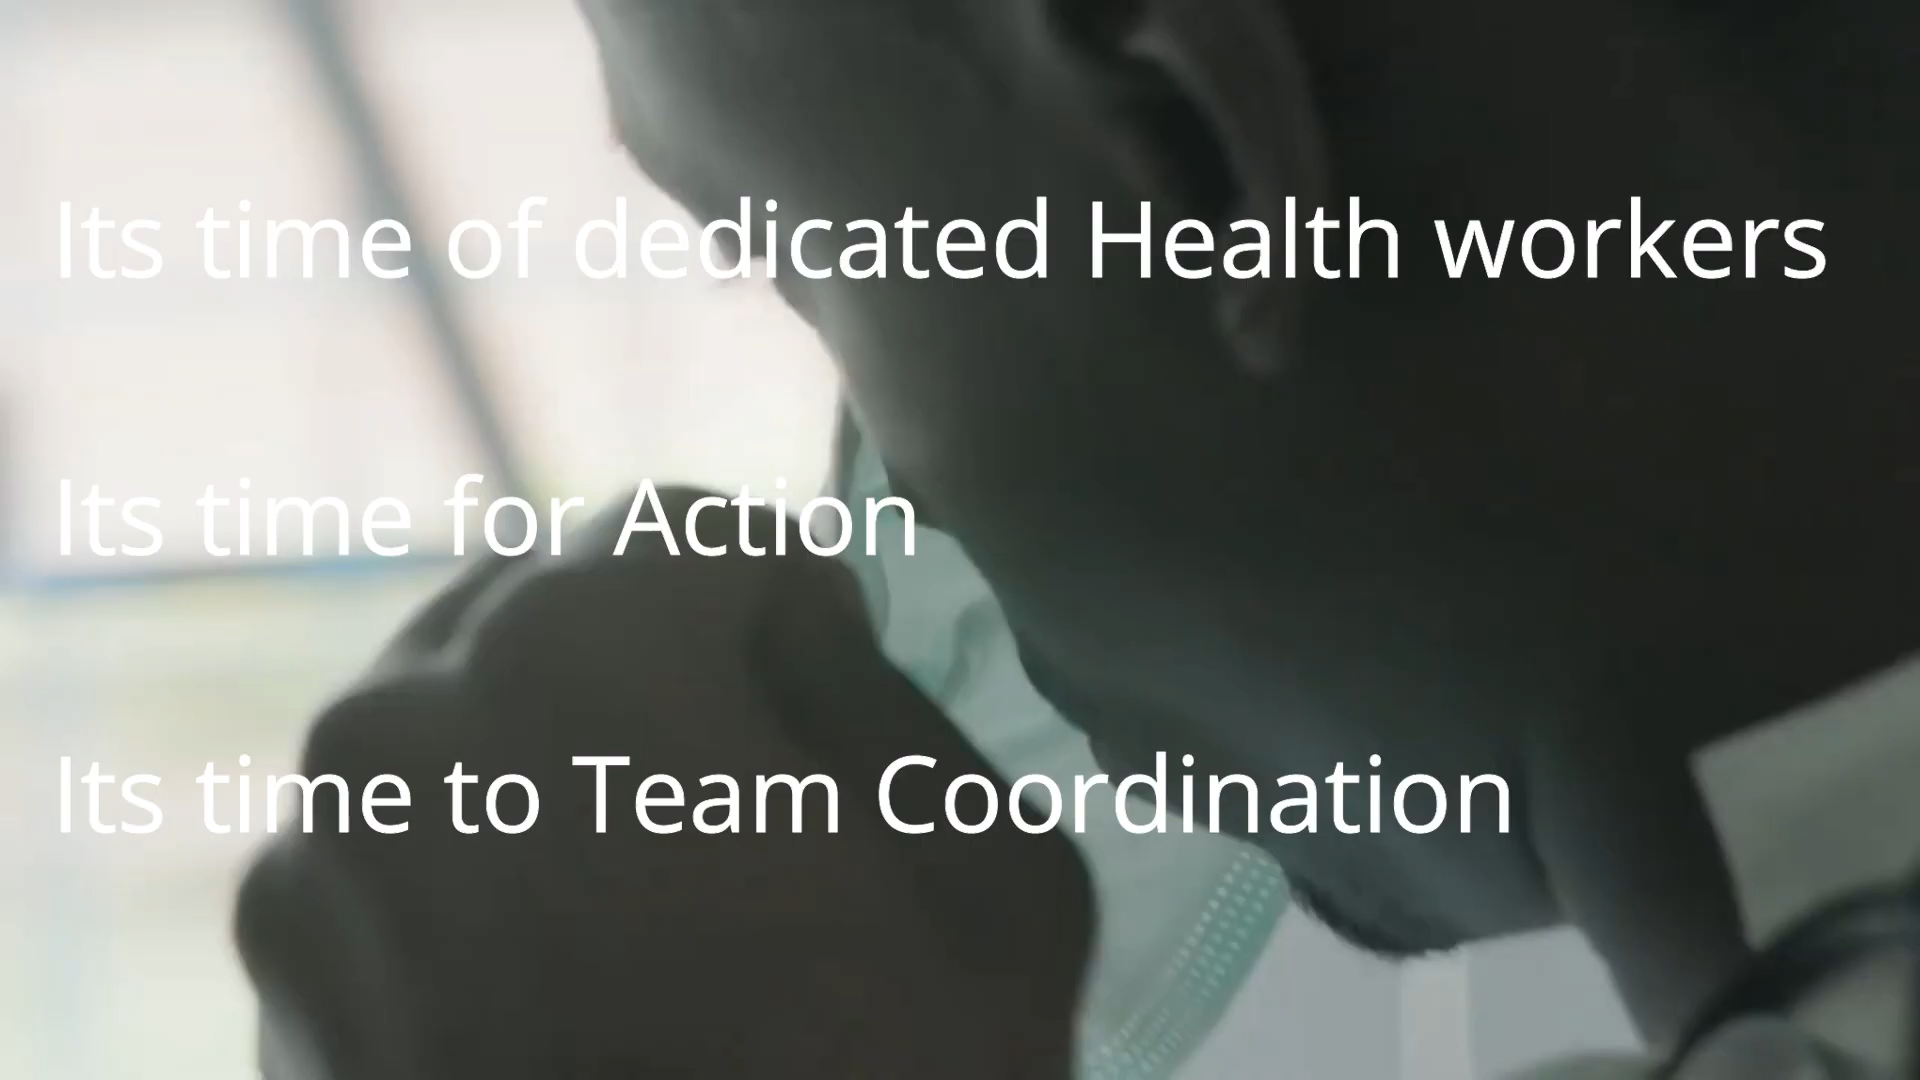 Its time of dedicated Health workers
Its time for Action
Its time to Team Coordination